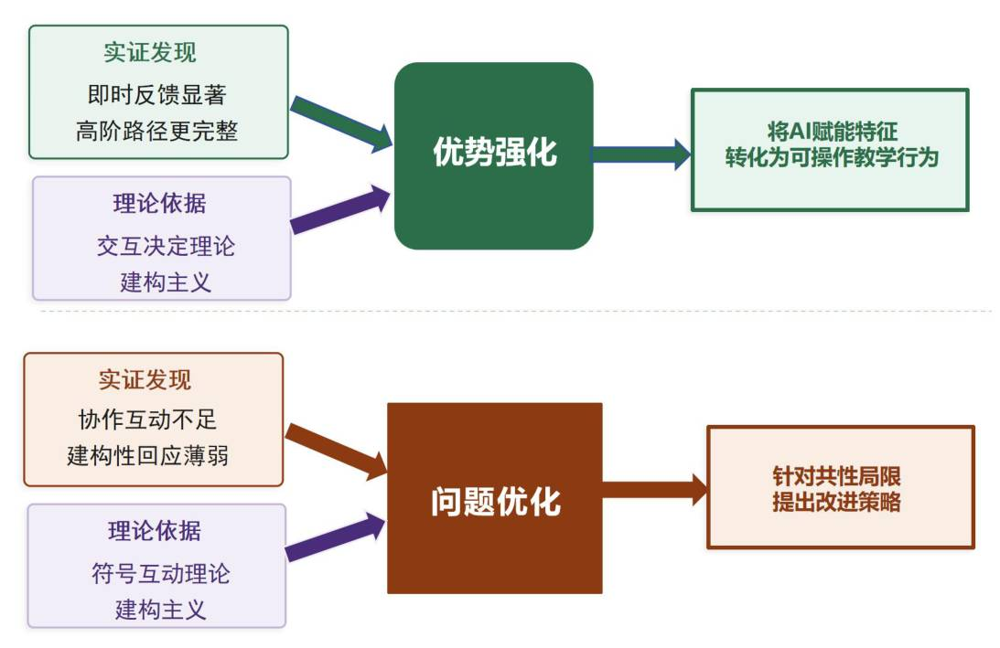 实证发现
即时反馈显著
高阶路径更完整
理论依据
交互决定理论
建构主义
优势强化
将AI赋能特征
转化为可操作教学行为
实证发现
协作互动不足
建构性回应薄弱
理论依据
符号互动理论
建构主义
问题优化
针对共性局限
提出改进策略